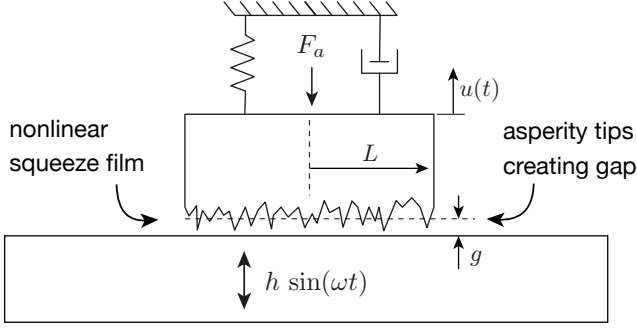 F_a
u(t)
nonlinear
squeeze film
asperity tips
creating gap
L
g
h sin(ωt)